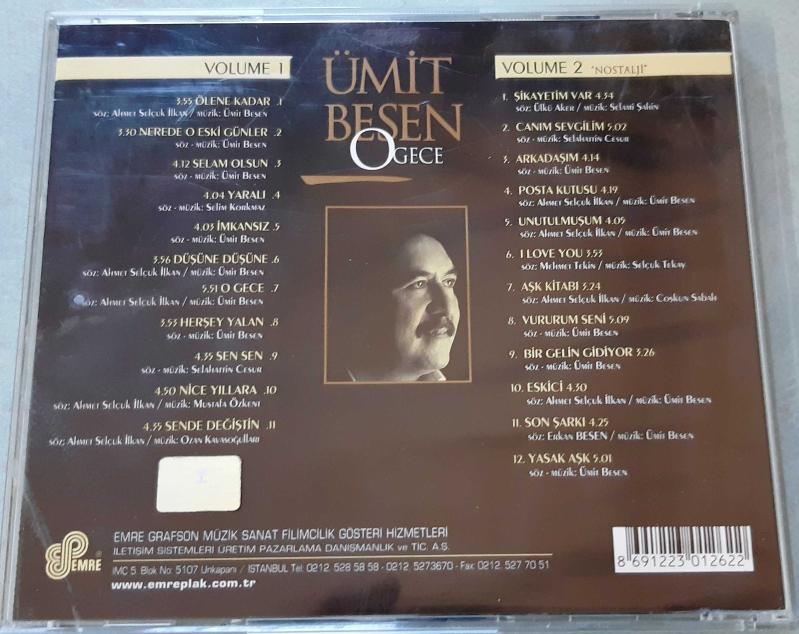 VOLUME 1
3.55 ÖLENE KADAR .1
söz: Ahmet Selçuk İlkan / müzik: Ümit Besen
3.30 NEREDE O ESKİ GÜNLER .2
söz - müzik: Ümit Besen
4.12 SELAM OLSUN .3
söz - müzik: Ümit Besen
4.04 YARALI .4
söz - müzik: Selim Korkmaz
4.03 İMKANSIZ .5
söz - müzik: Ümit Besen
3.56 DÜŞÜNE DÜŞÜNE .6
söz: Ahmet Selçuk İlkan / müzik: Ümit Besen
5.51 O GECE .7
söz: Ahmet Selçuk İlkan / müzik: Ümit Besen
3.53 HERŞEY YALAN .8
söz - müzik: Ümit Besen
4.35 SEN SEN .9
söz - müzik: Selahattin Cesur
4.50 NİCE YILLARA .10
söz: Ahmet Selçuk İlkan / müzik: Mustafa Özkent
4.35 SENDE DEĞİŞTİN .11
söz: Ahmet Selçuk İlkan / müzik: Ozan Kavasoğulları
ÜMİT
BESEN
O GECE
VOLUME 2 "NOSTALJİ"
1. ŞİKAYETİM VAR 4.34
söz: Ülkü Aker / müzik: Selami Şahin
2. CANIM SEVGİLİM 5.02
söz - müzik: Selahattin Cesur
3. ARKADAŞIM 4.14
söz - müzik: Ümit Besen
4. POSTA KUTUSU 4.19
söz: Ahmet Selçuk İlkan / müzik: Ümit Besen
5. UNUTULMUŞUM 4.05
söz: Ahmet Selçuk İlkan / müzik: Ümit Besen
6. I LOVE YOU 3.53
söz: Mehmet Tekin / müzik: Selçuk Tekay
7. AŞK KİTABI 3.24
söz: Ahmet Selçuk İlkan / müzik: Coşkun Sabah
8. VURURUM SENİ 5.09
söz - müzik: Ümit Besen
9. BİR GELİN GİDİYOR 3.26
söz - müzik: Ümit Besen
10. ESKİCİ 4.30
söz: Ahmet Selçuk İlkan / müzik: Ümit Besen
11. SON ŞARKI 4.25
söz: Erkan BESEN / müzik: Ümit Besen
12. YASAK AŞK 5.01
söz - müzik: Ümit Besen
EMRE ®
EMRE GRAFSON MÜZİK SANAT FİLİMCİLİK GÖSTERİ HİZMETLERİ
İLETİŞİM SİSTEMLERİ ÜRETİM PAZARLAMA DANIŞMANLIK ve TİC. A.Ş.
IMC 5. Blok No: 5107 Unkapanı / İSTANBUL Tel: 0212. 528 58 58 - 0212. 5273670 - Fax: 0212. 527 70 51
www.emreplak.com.tr
8 691223 012622